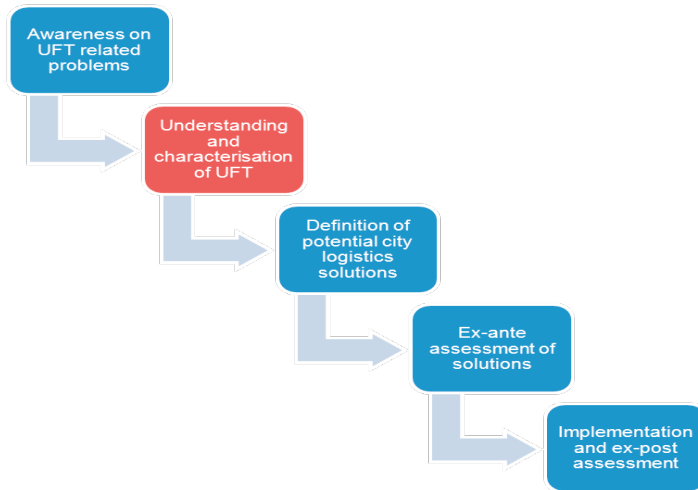 Awareness on
UFT related
problems
Understanding
and
characterisation
of UFT
Definition of
potential city
logistics
solutions
Ex-ante
assessment of
solutions
Implementation
and ex-post
assessment